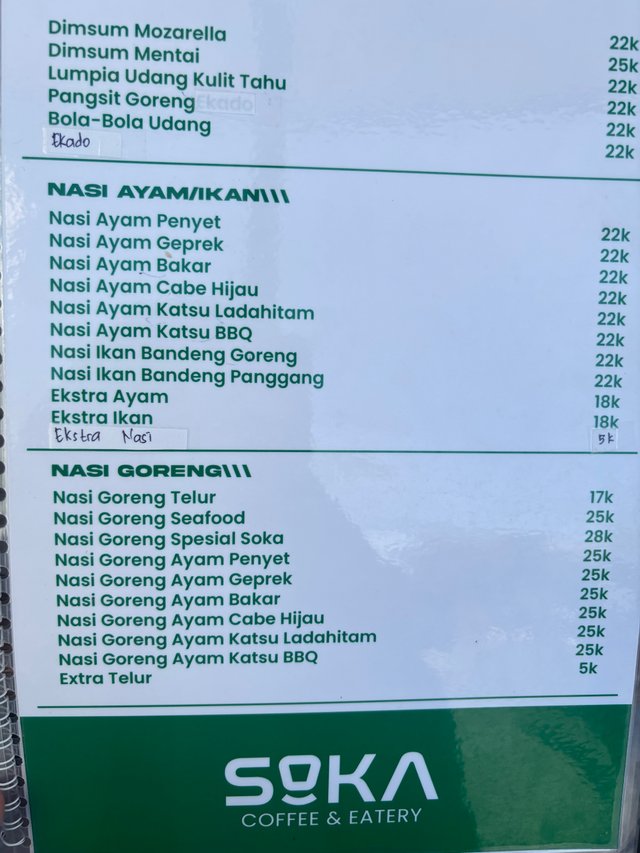 Dimsum Mozarella 22k
Dimsum Mentai 25k
Lumpia Udang Kulit Tahu 22k
Pangsit Goreng Ekado 22k
Bola-Bola Udang 22k
Ekado 22k
NASI AYAM/IKAN\\\
Nasi Ayam Penyet 22k
Nasi Ayam Geprek 22k
Nasi Ayam Bakar 22k
Nasi Ayam Cabe Hijau 22k
Nasi Ayam Katsu Ladahitam 22k
Nasi Ayam Katsu BBQ 22k
Nasi Ikan Bandeng Goreng 22k
Nasi Ikan Bandeng Panggang 22k
Ekstra Ayam 18k
Ekstra Ikan 18k
Ekstra Nasi 5k
NASI GORENG\\\
Nasi Goreng Telur 17k
Nasi Goreng Seafood 25k
Nasi Goreng Spesial Soka 28k
Nasi Goreng Ayam Penyet 25k
Nasi Goreng Ayam Geprek 25k
Nasi Goreng Ayam Bakar 25k
Nasi Goreng Ayam Cabe Hijau 25k
Nasi Goreng Ayam Katsu Ladahitam 25k
Nasi Goreng Ayam Katsu BBQ 25k
Extra Telur 5k
SOKA
COFFEE & EATERY